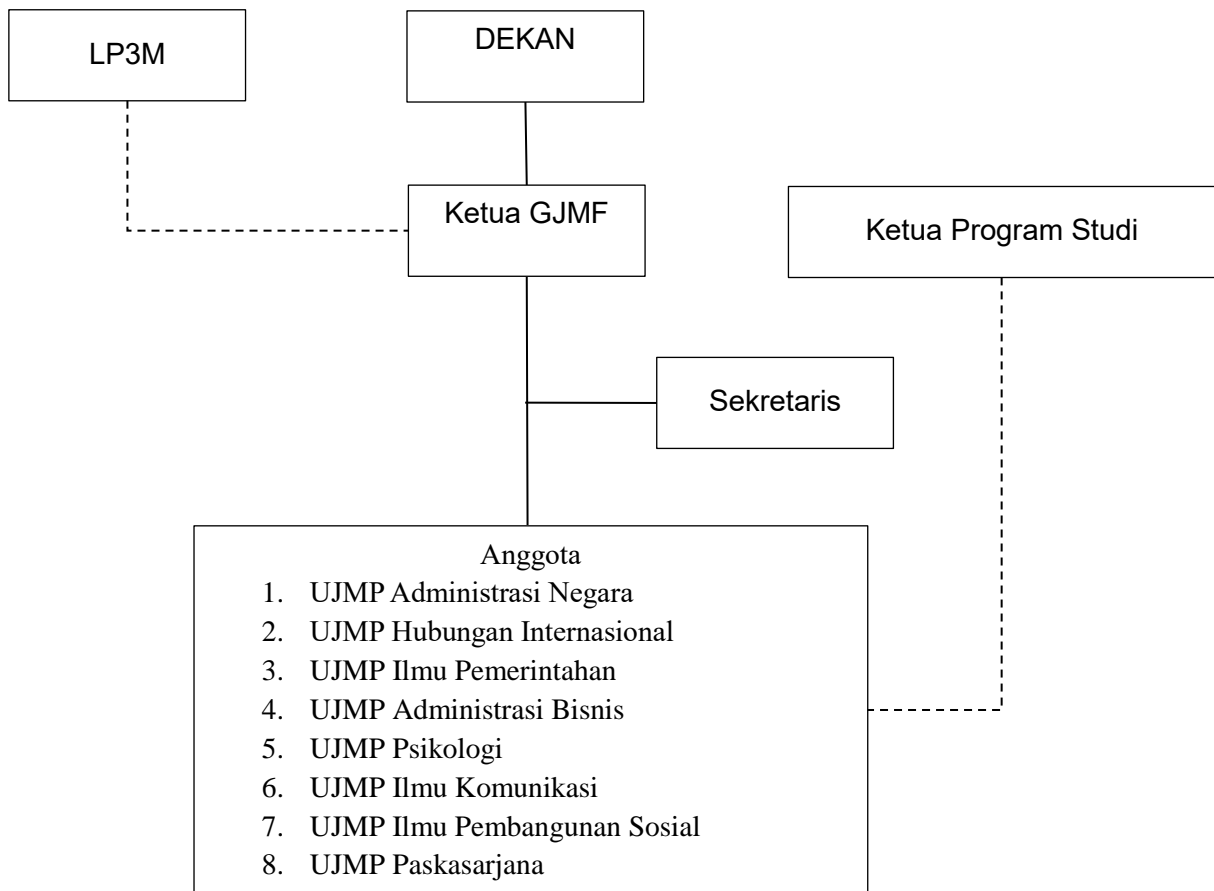 LP3M
DEKAN
Ketua GJMF
Ketua Program Studi
Sekretaris
Anggota
1. UJMP Administrasi Negara
2. UJMP Hubungan Internasional
3. UJMP Ilmu Pemerintahan
4. UJMP Administrasi Bisnis
5. UJMP Psikologi
6. UJMP Ilmu Komunikasi
7. UJMP Ilmu Pembangunan Sosial
8. UJMP Paskasarjana